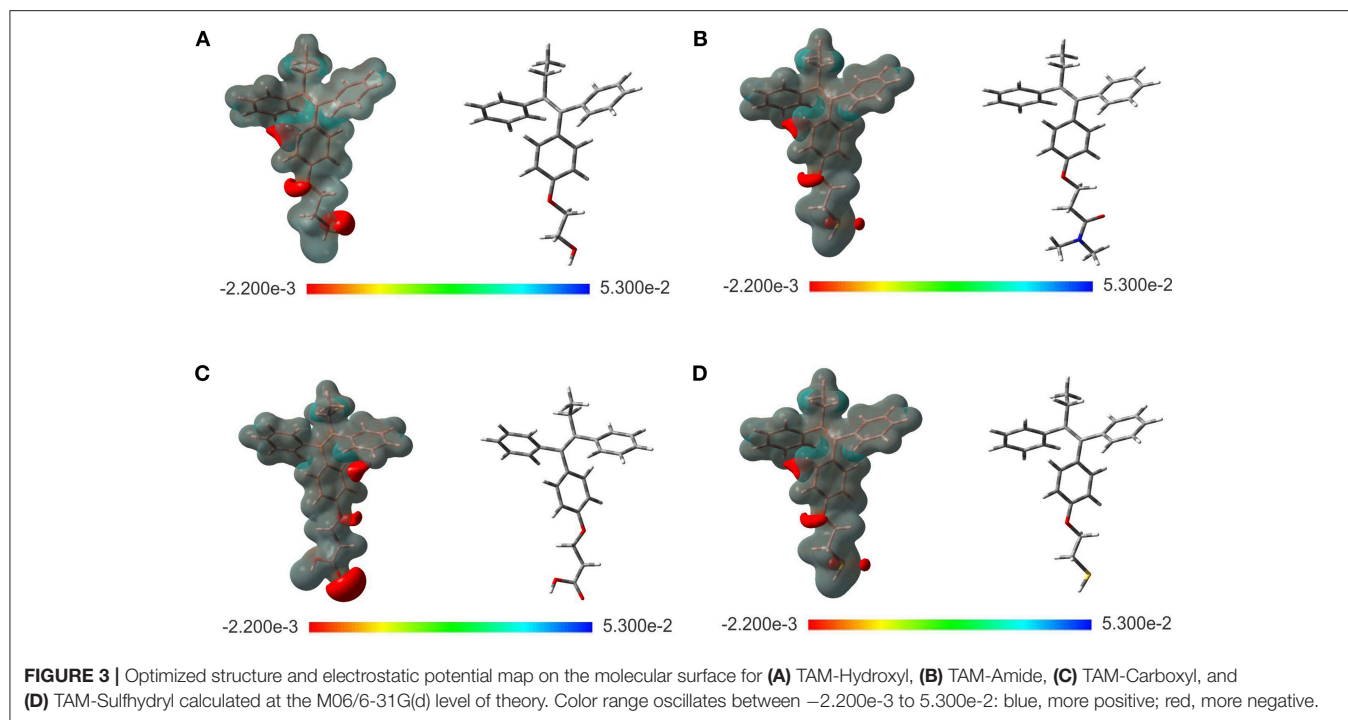 A
B
-2.200e-3 5.300e-2
-2.200e-3 5.300e-2
C
D
-2.200e-3 5.300e-2
-2.200e-3 5.300e-2
FIGURE 3 | Optimized structure and electrostatic potential map on the molecular surface for (A) TAM-Hydroxyl, (B) TAM-Amide, (C) TAM-Carboxyl, and
(D) TAM-Sulfhydryl calculated at the M06/6-31G(d) level of theory. Color range oscillates between −2.200e-3 to 5.300e-2: blue, more positive; red, more negative.